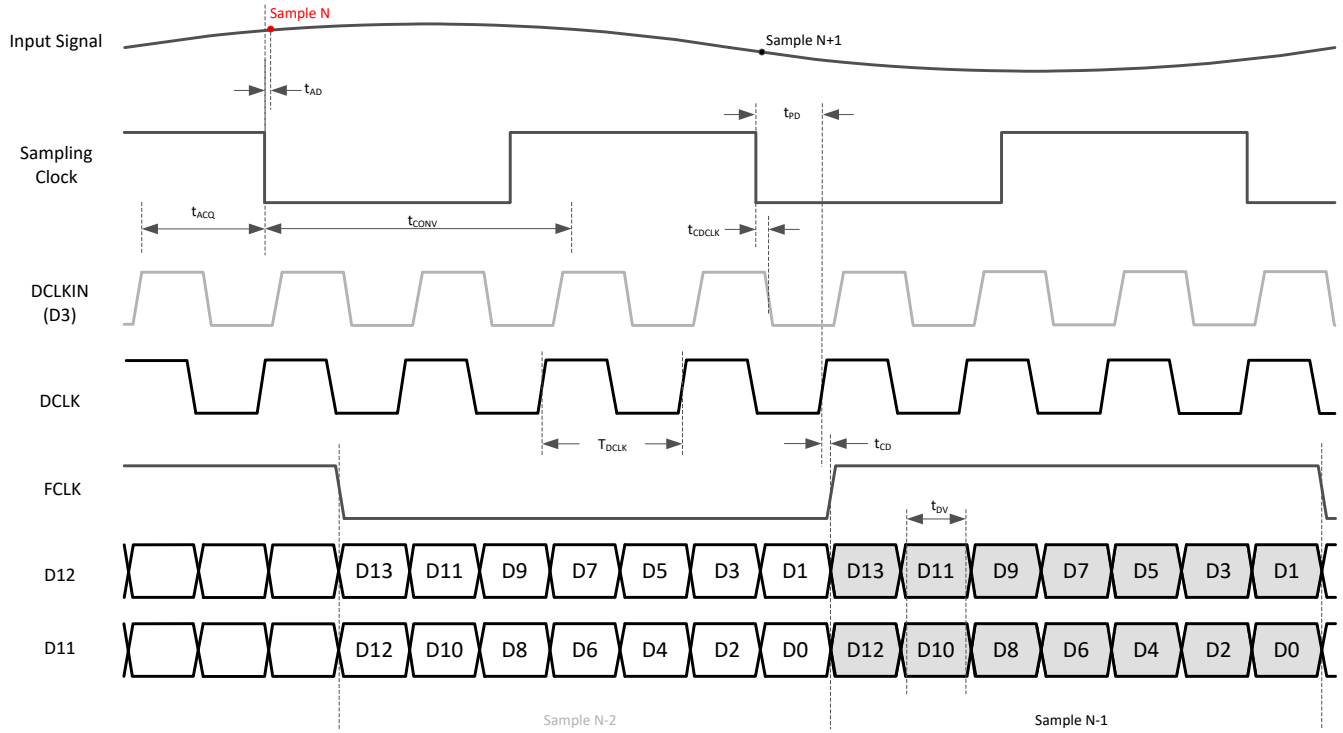 Sample N
Input Signal
Sample N+1
tAD
tPD
Sampling
Clock
tACQ
tCONV
tCDCLK
DCLKIN
(D3)
DCLK
TDCLK
tCD
FCLK
tDV
D12
D13 D11 D9 D7 D5 D3 D1 D13 D11 D9 D7 D5 D3 D1
D11
D12 D10 D8 D6 D4 D2 D0 D12 D10 D8 D6 D4 D2 D0
Sample N-2
Sample N-1